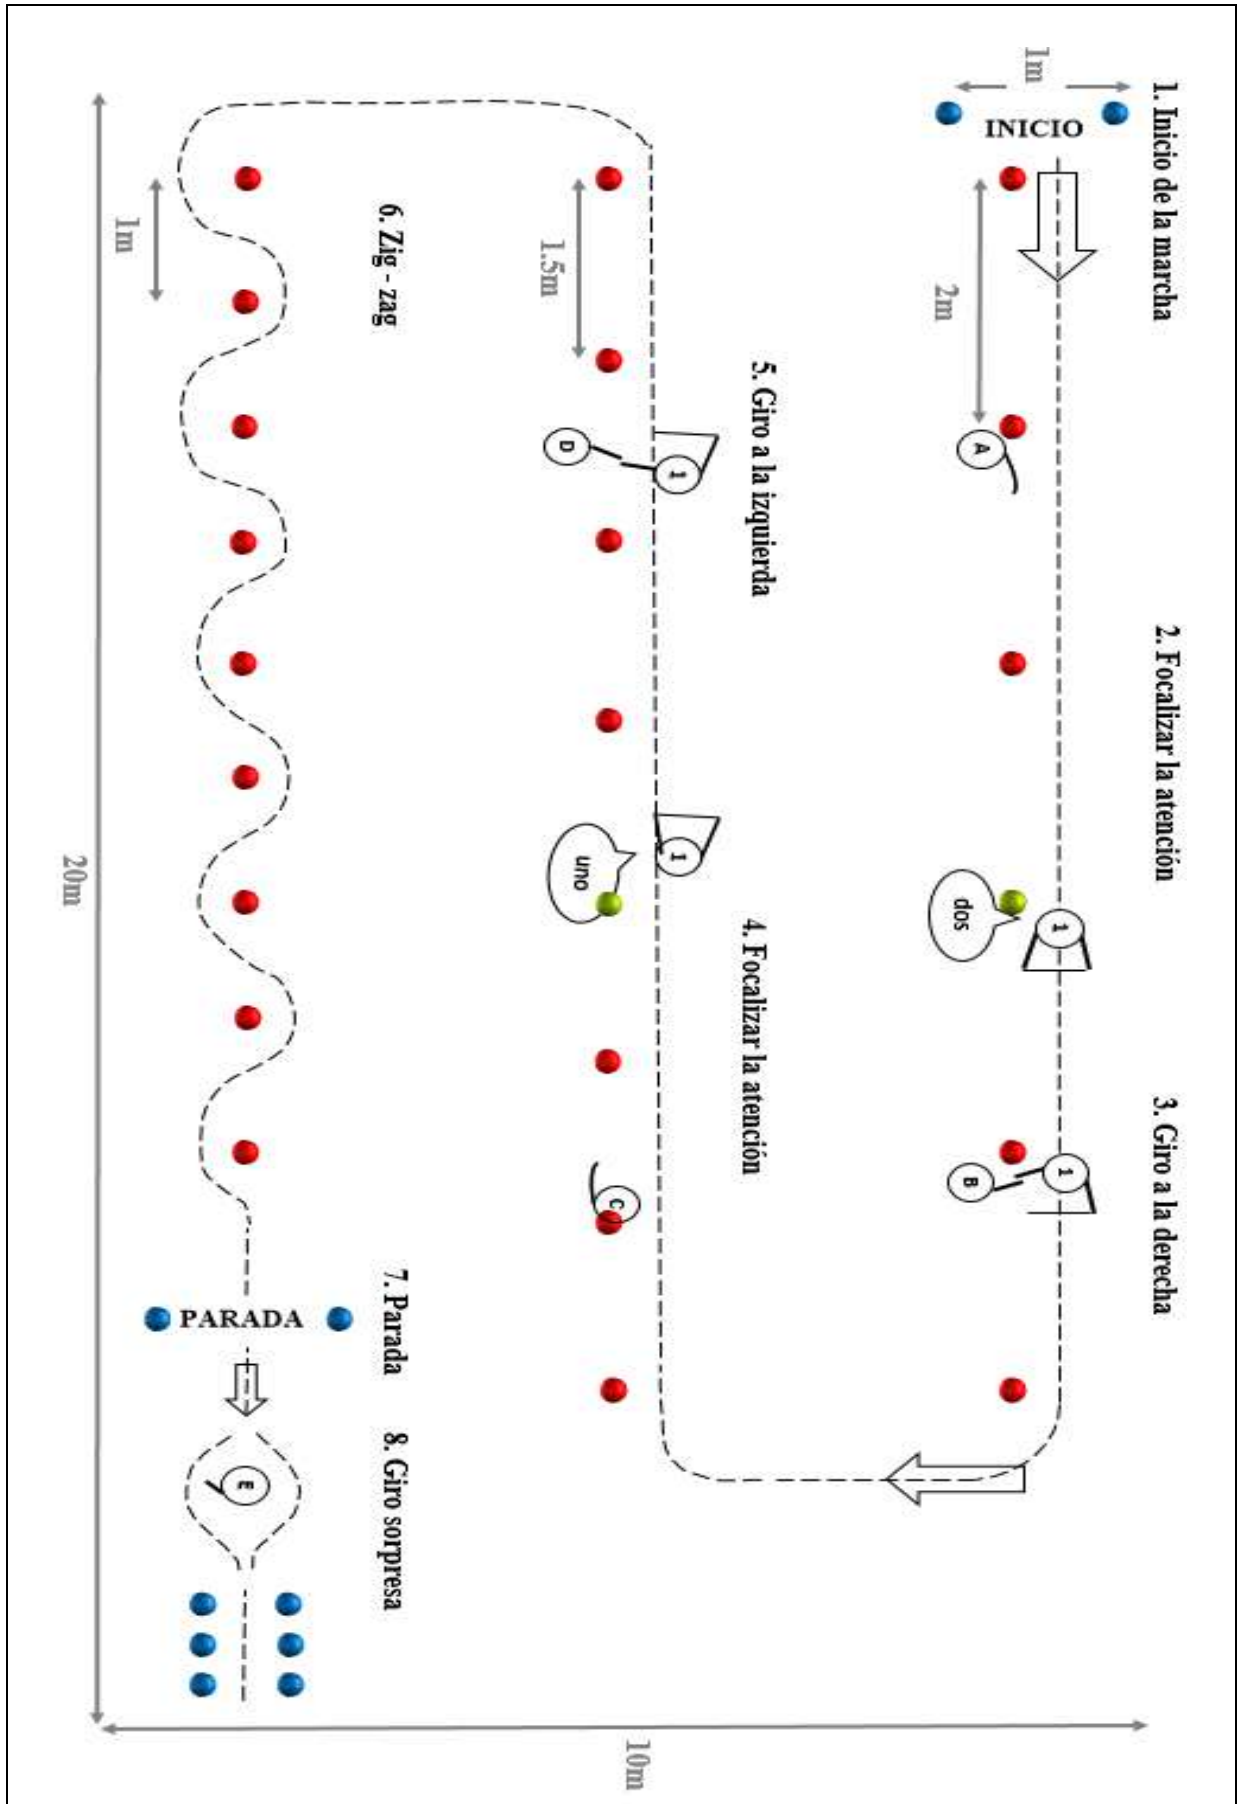 1. Inicio de la marcha
1m
INICIO
2m
A
2. Focalizar la atención
dos
1
3. Giro a la derecha
1
B
4. Focalizar la atención
C
1
uno
5. Giro a la izquierda
1
D
1.5m
6. Zig - zag
1m
7. Parada
PARADA
8. Giro sorpresa
E
20m
10m